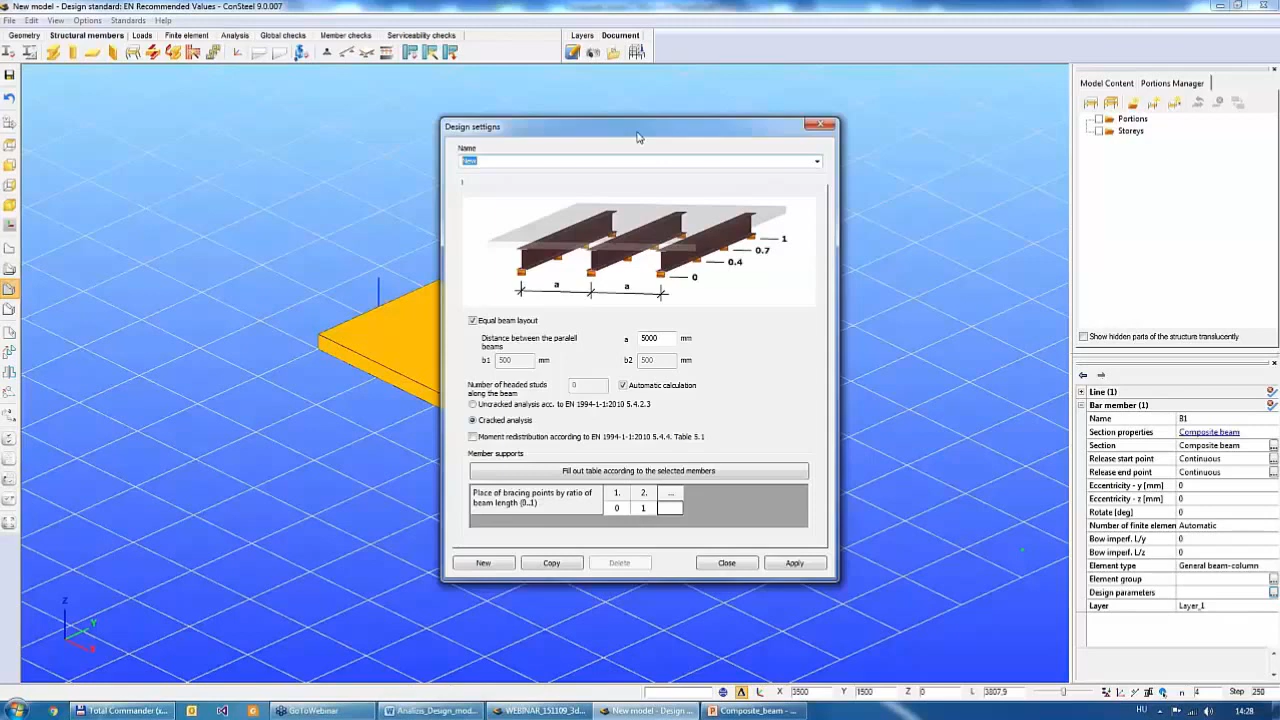 New model - Design standard: EN Recommended Values - ConSteel 9.0.007
File Edit View Options Standards Help
Geometry Structural members Loads Finite element Analysis Global checks Member checks Serviceability checks Layers Document
Model Content Portions Manager
Portions
Storeys
Show hidden parts of the structure translucently
Design settigns
Name
New
1
1
0.7
0.4
0
a a
Equal beam layout
Distance between the paralell
beams
a 5000 mm
b1 500 mm b2 500 mm
Number of headed studs
along the beam
0 Automatic calculation
Uncracked analysis acc. to EN 1994-1-1:2010 5.4.2.3
Cracked analysis
Moment redistribution according to EN 1994-1-1:2010 5.4.4. Table 5.1
Member supports
Fill out table according to the selected members
Place of bracing points by ratio of
beam length (0..1)
1. 2. ...
0 1
New Copy Delete Close Apply
Line (1)
Bar member (1)
Name B1
Section properties Composite beam
Section Composite beam
Release start point Continuous
Release end point Continuous
Eccentricity - y [mm] 0
Eccentricity - z [mm] 0
Rotate [deg] 0
Number of finite elemen Automatic
Bow imperf. L/y 0
Bow imperf. L/z 0
Element type General beam-column
Element group
Design parameters
Layer Layer_1
Z
Y
X
X 3500 Y 1500 Z 0 L 3807,9 n 4 Step 250
Total Commander (x... GoToWebinar Analízis_Design_mod... WEBINAR_151109_3d... New model - Design ... Composite_beam - ... HU 14:28